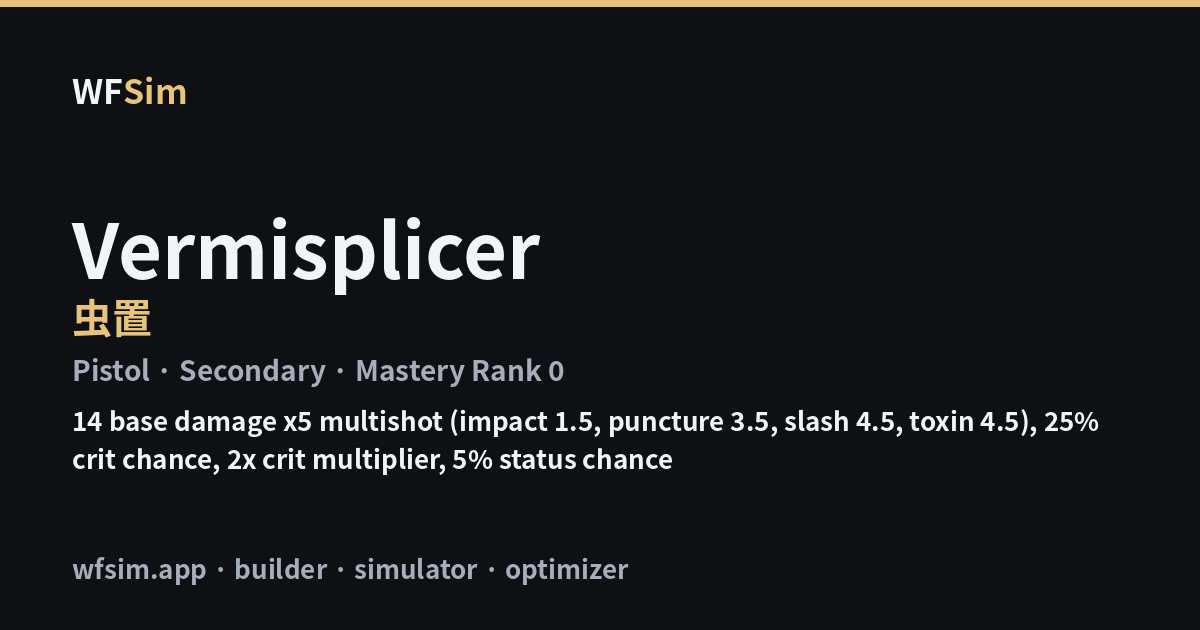 WFSim
Vermisplicer
虫置
Pistol · Secondary · Mastery Rank 0
14 base damage x5 multishot (impact 1.5, puncture 3.5, slash 4.5, toxin 4.5), 25%
crit chance, 2x crit multiplier, 5% status chance
wfsim.app · builder · simulator · optimizer